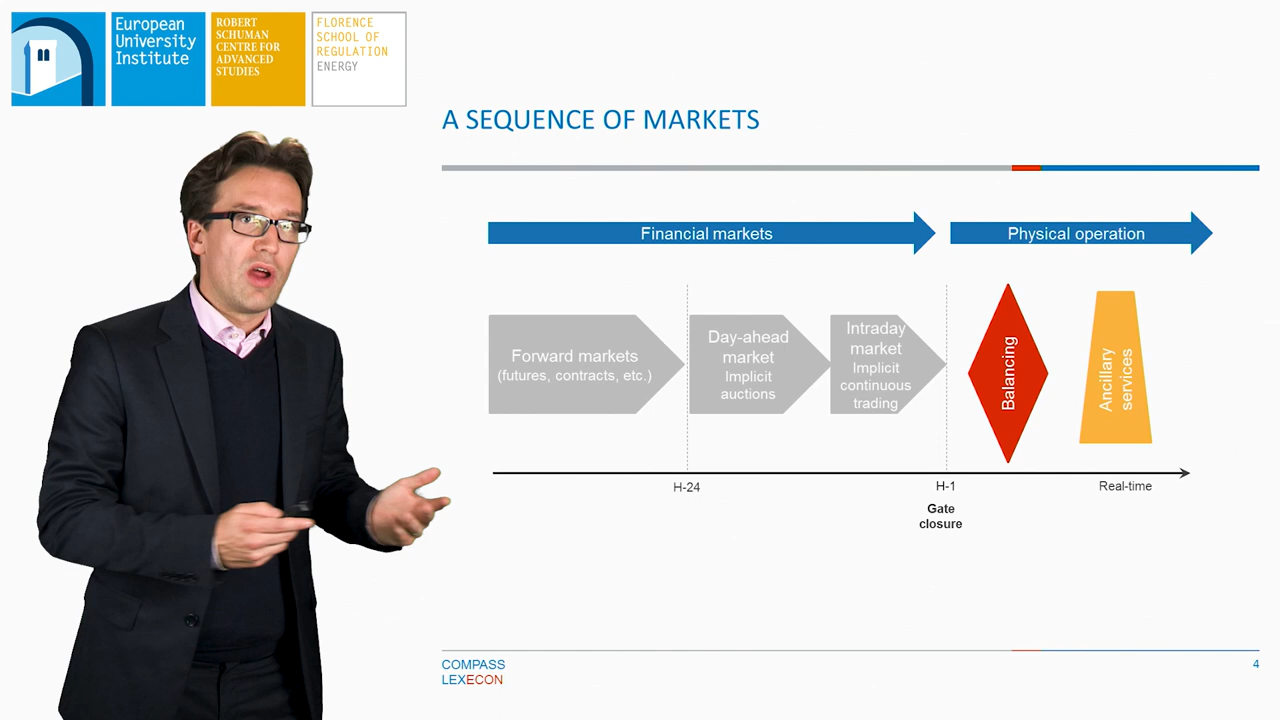 European
University
Institute
ROBERT
SCHUMAN
CENTRE FOR
ADVANCED
STUDIES
FLORENCE
SCHOOL OF
REGULATION
ENERGY
A SEQUENCE OF MARKETS
Financial markets
Physical operation
Forward markets
(futures, contracts, etc.)
Day-ahead
market
Implicit
auctions
Intraday
market
Implicit
continuous
trading
Balancing
Ancillary
services
H-24
H-1
Real-time
Gate
closure
COMPASS
LEXECON
4